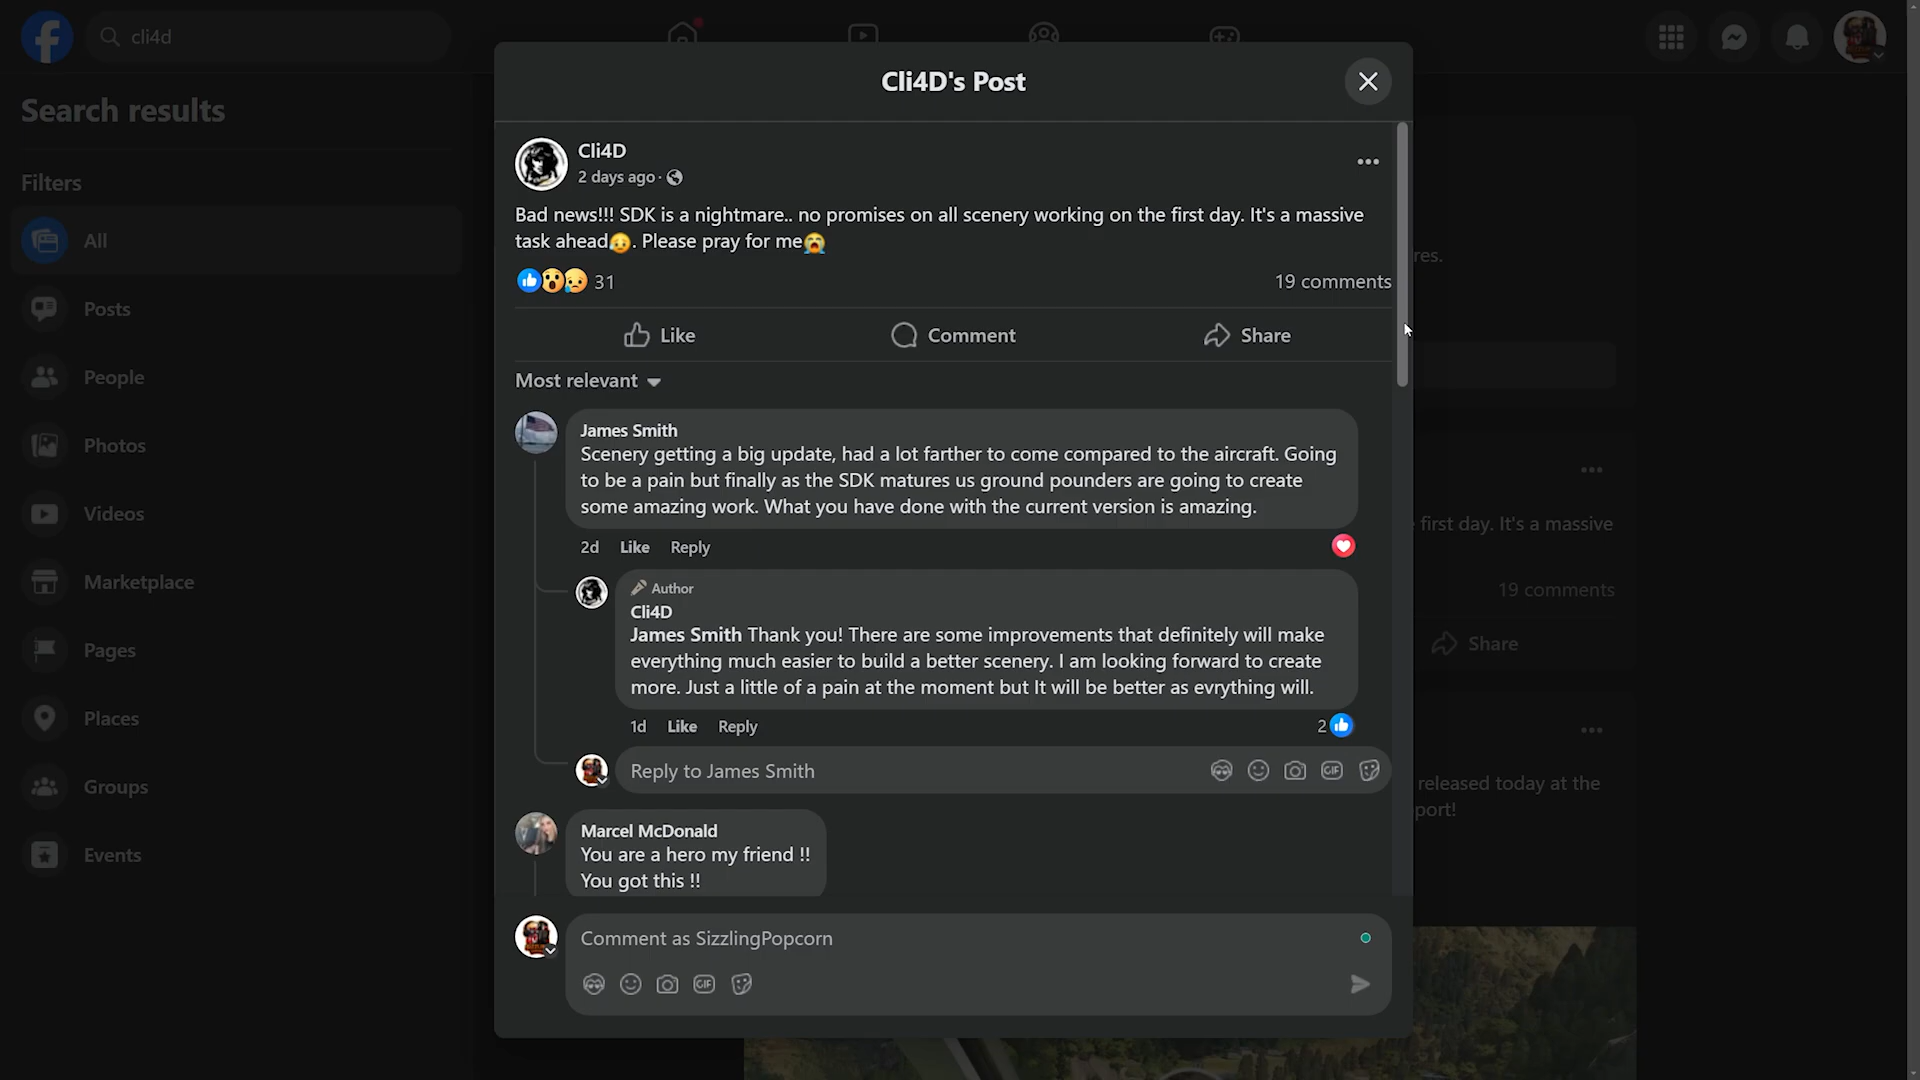 cli4d
Search results
Filters
All
Posts
People
Photos
Videos
Marketplace
Pages
Places
Groups
Events
Cli4D's Post
Cli4D
2 days ago ·
Bad news!!! SDK is a nightmare.. no promises on all scenery working on the first day. It's a massive
task ahead😥. Please pray for me😭
31
19 comments
Like
Comment
Share
Most relevant
James Smith
Scenery getting a big update, had a lot farther to come compared to the aircraft. Going
to be a pain but finally as the SDK matures us ground pounders are going to create
some amazing work. What you have done with the current version is amazing.
2d Like Reply
Author
Cli4D
James Smith Thank you! There are some improvements that definitely will make
everything much easier to build a better scenery. I am looking forward to create
more. Just a little of a pain at the moment but It will be better as evrything will.
1d Like Reply
2
Reply to James Smith
GIF
Marcel McDonald
You are a hero my friend !!
You got this !!
Comment as SizzlingPopcorn
GIF
res.
first day. It's a massive
19 comments
Share
released today at the
port!